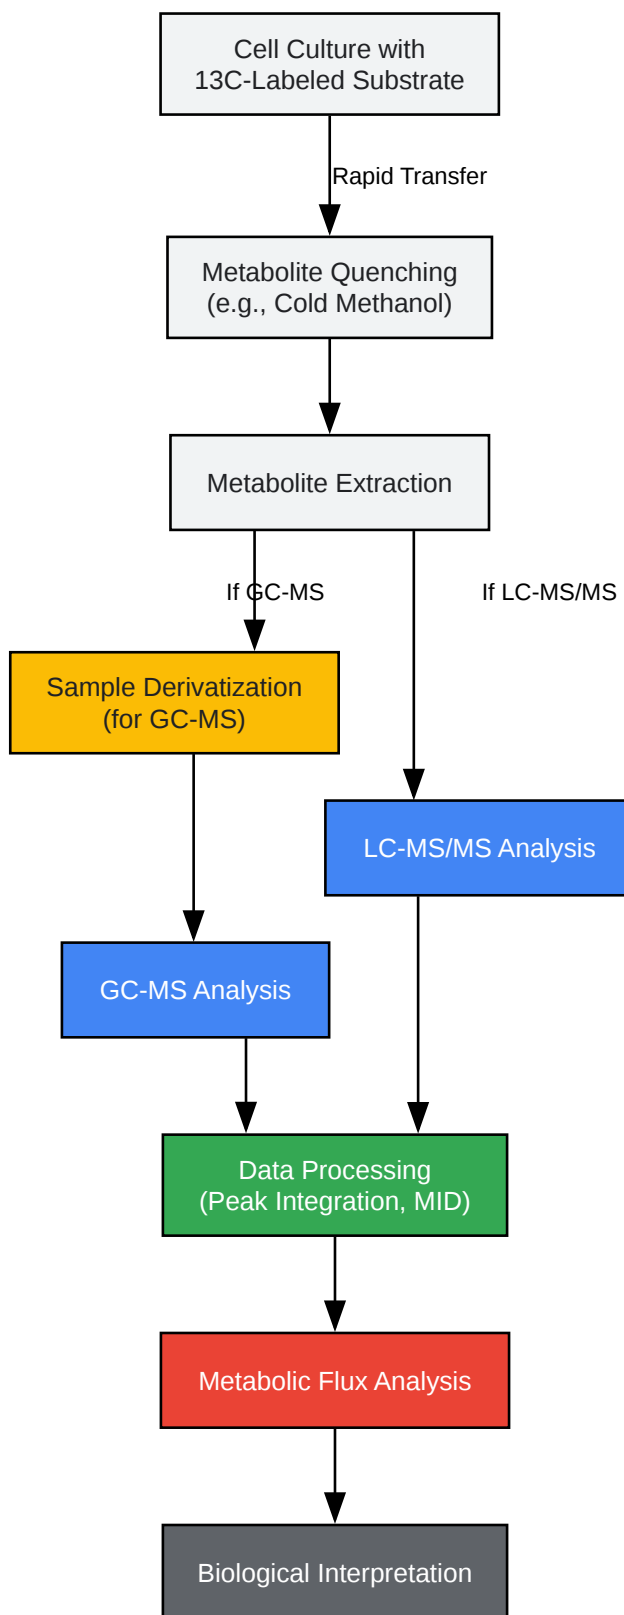 Cell Culture with
13C-Labeled Substrate
Rapid Transfer
Metabolite Quenching
(e.g., Cold Methanol)
Metabolite Extraction
If GC-MS
If LC-MS/MS
Sample Derivatization
(for GC-MS)
LC-MS/MS Analysis
GC-MS Analysis
Data Processing
(Peak Integration, MID)
Metabolic Flux Analysis
Biological Interpretation